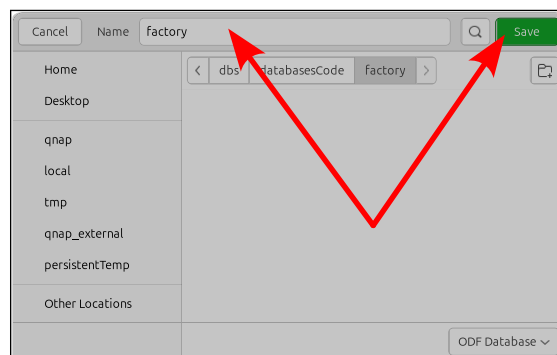 Cancel Name factory Save
dbs databasesCode factory
Home
Desktop
qnap
local
tmp
qnap_external
persistentTemp
Other Locations
ODF Database